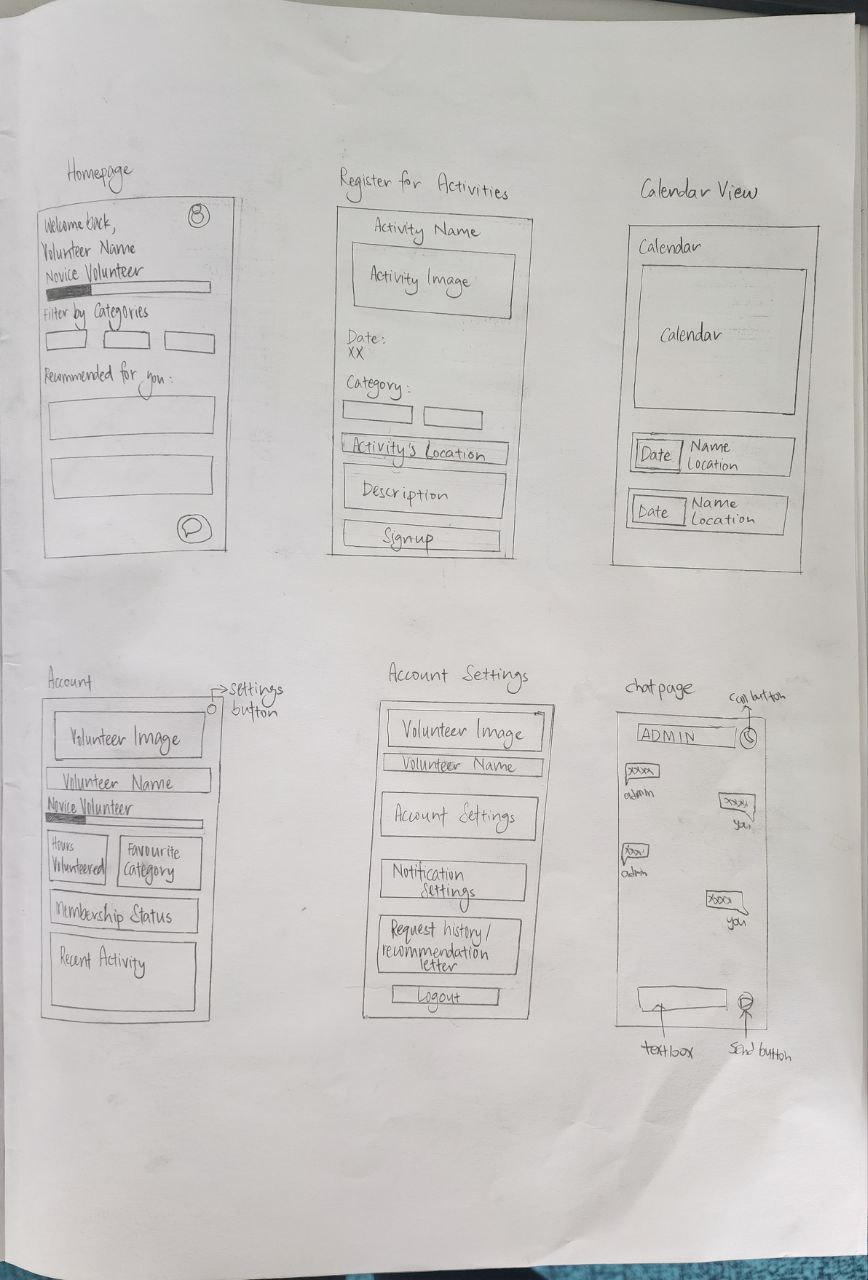 Homepage
Welcome back,
Volunteer Name
Novice Volunteer
Filter by Categories
Recommended for you:
Register for Activities
Activity Name
Activity Image
Date:
XX
Category:
Activity's Location
Description
Signup
Calendar View
Calendar
Calendar
Date
Name
Location
Date
Name
Location
Account
settings
button
Volunteer Image
Volunteer Name
Novice Volunteer
Hours
Volunteered
Favourite
Category
Membership Status
Recent Activity
Account Settings
Volunteer Image
Volunteer Name
Account Settings
Notification
Settings
Request history/
recommendation
letter
Logout
chat page
call button
ADMIN
xxxx
admin
xxxx
you
xxx
admin
xxxx
you
textbox
send button